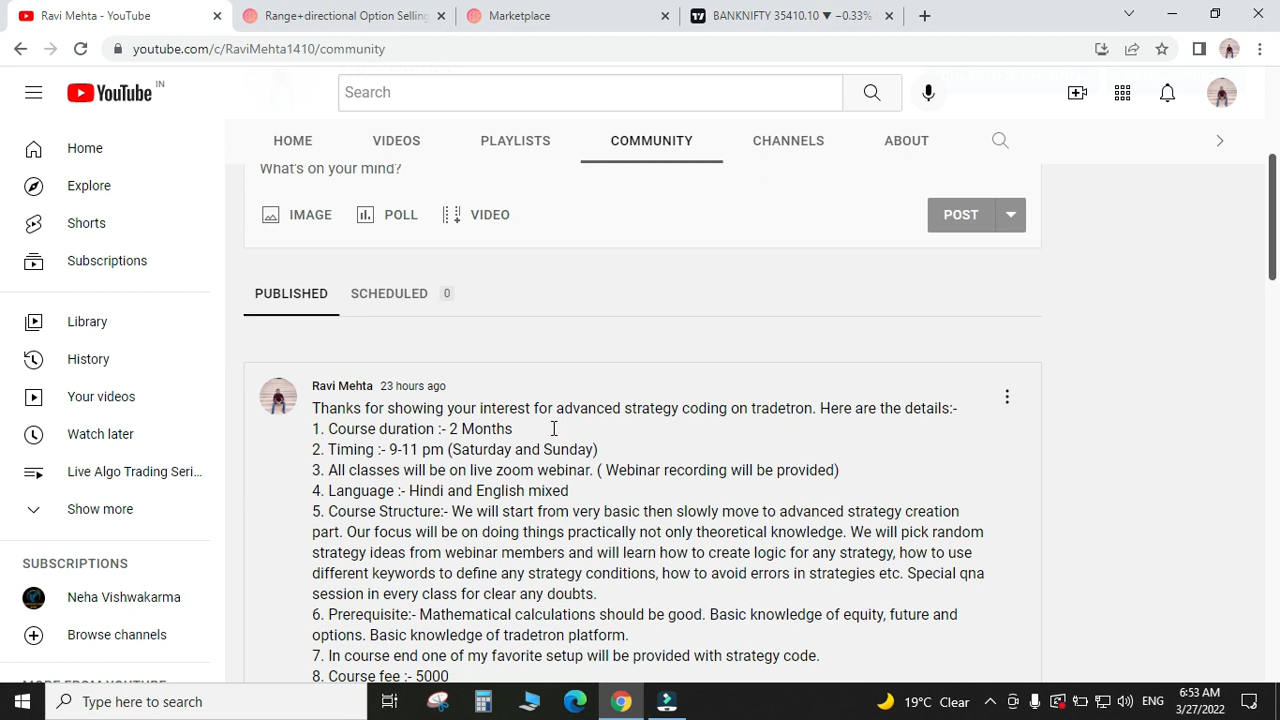 Ravi Mehta - YouTube
Range+directional Option Selling
Marketplace
BANKNIFTY 35410.10 ▼ −0.33%
youtube.com/c/RaviMehta1410/community
YouTube IN
Search
HOME VIDEOS PLAYLISTS COMMUNITY CHANNELS ABOUT
Home
Explore
Shorts
Subscriptions
Library
History
Your videos
Watch later
Live Algo Trading Seri...
Show more
SUBSCRIPTIONS
Neha Vishwakarma
Browse channels
MORE FROM YOUTUBE
What's on your mind?
IMAGE POLL VIDEO POST
PUBLISHED SCHEDULED 0
Ravi Mehta 23 hours ago
Thanks for showing your interest for advanced strategy coding on tradetron. Here are the details:-
1. Course duration :- 2 Months
2. Timing :- 9-11 pm (Saturday and Sunday)
3. All classes will be on live zoom webinar. ( Webinar recording will be provided)
4. Language :- Hindi and English mixed
5. Course Structure:- We will start from very basic then slowly move to advanced strategy creation
part. Our focus will be on doing things practically not only theoretical knowledge. We will pick random
strategy ideas from webinar members and will learn how to create logic for any strategy, how to use
different keywords to define any strategy conditions, how to avoid errors in strategies etc. Special qna
session in every class for clear any doubts.
6. Prerequisite:- Mathematical calculations should be good. Basic knowledge of equity, future and
options. Basic knowledge of tradetron platform.
7. In course end one of my favorite setup will be provided with strategy code.
8. Course fee :- 5000
Type here to search
19°C Clear
ENG
6:53 AM
3/27/2022